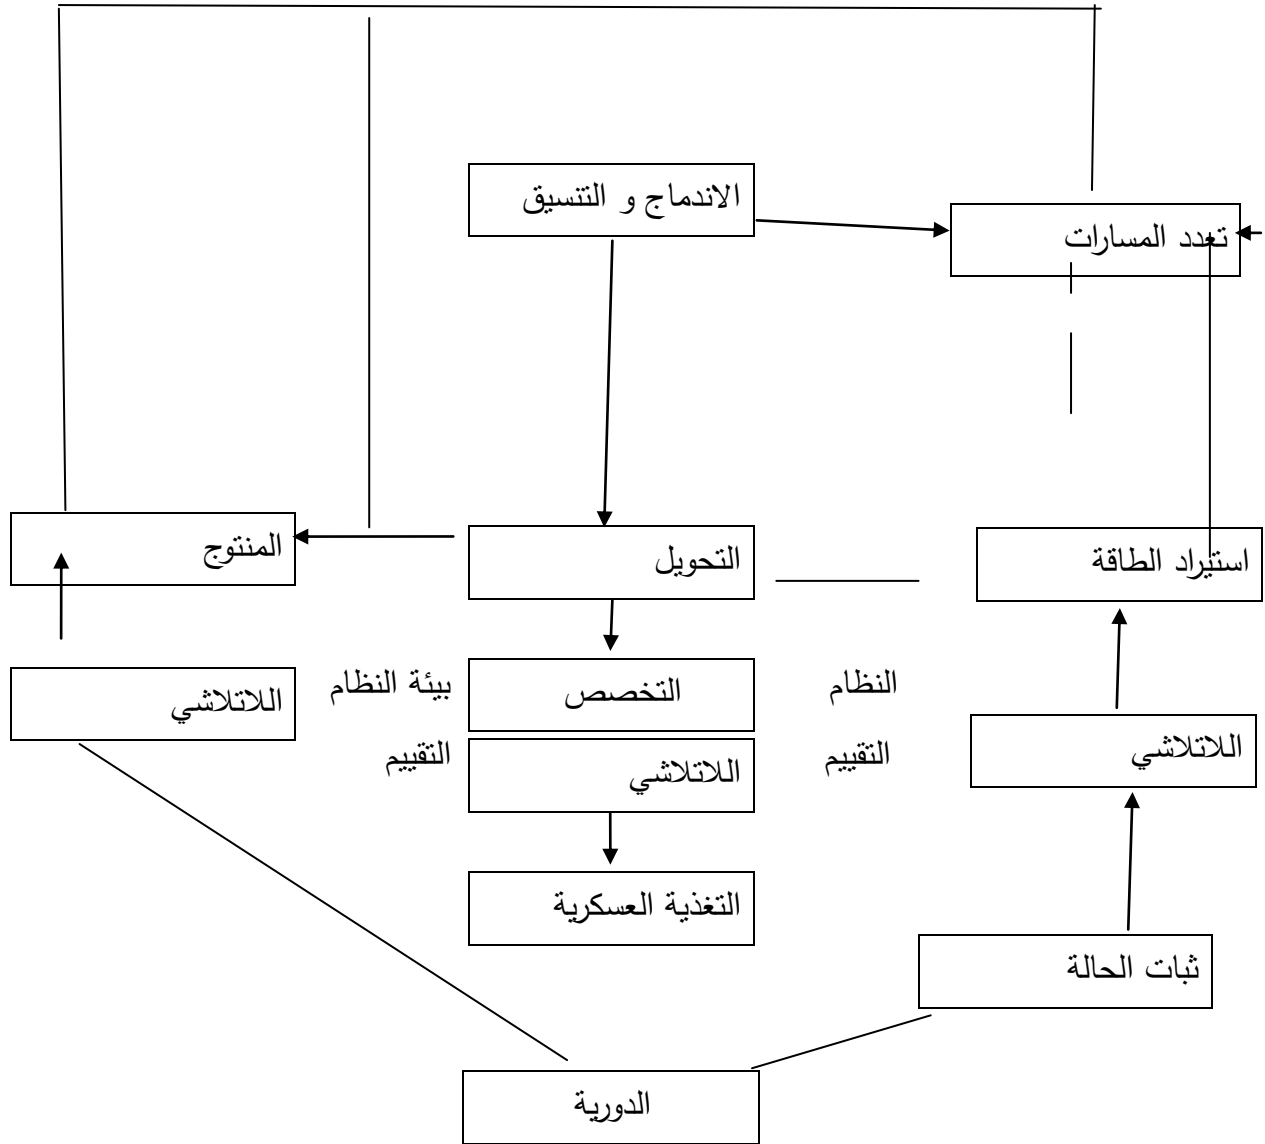 الاندماج و التنسيق
تعدد المسارات
استيراد الطاقة
التحويل
المنتوج
النظام
التخصص
بيئة النظام
اللاتلاشي
اللاتلاشي
التقييم
اللاتلاشي
التقييم
التغذية العسكرية
ثبات الحالة
الدورية